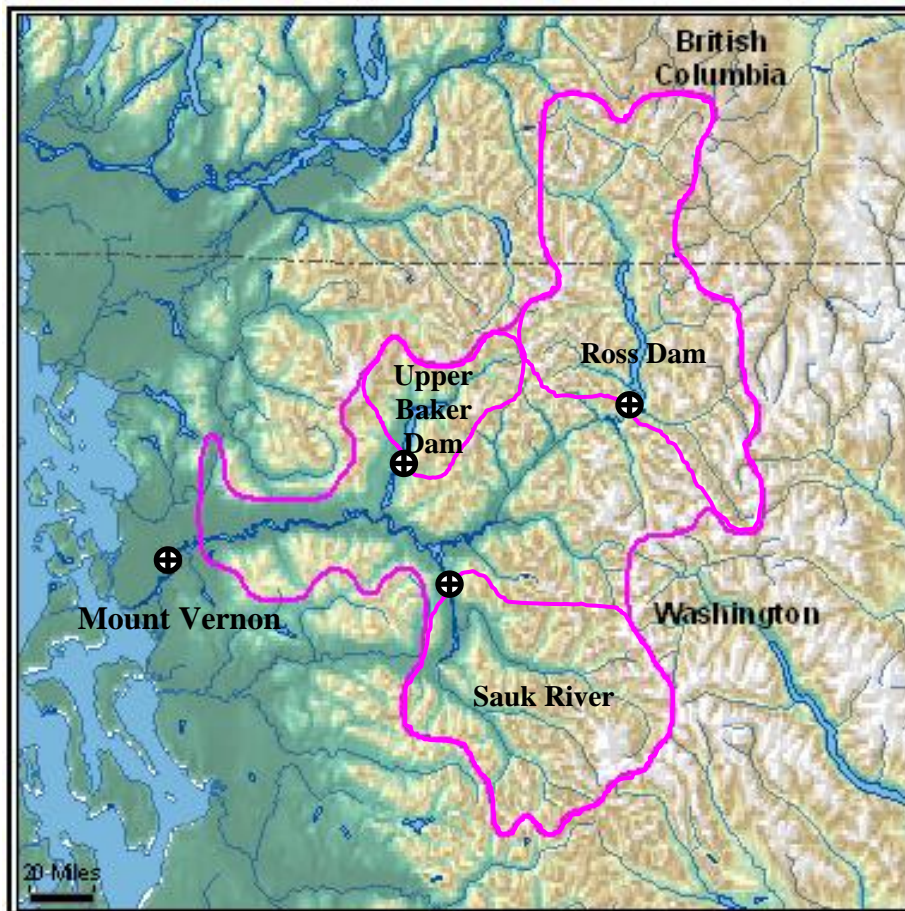 British
Columbia
Ross Dam
Upper
Baker
Dam
Mount Vernon
Washington
Sauk River
20 Miles